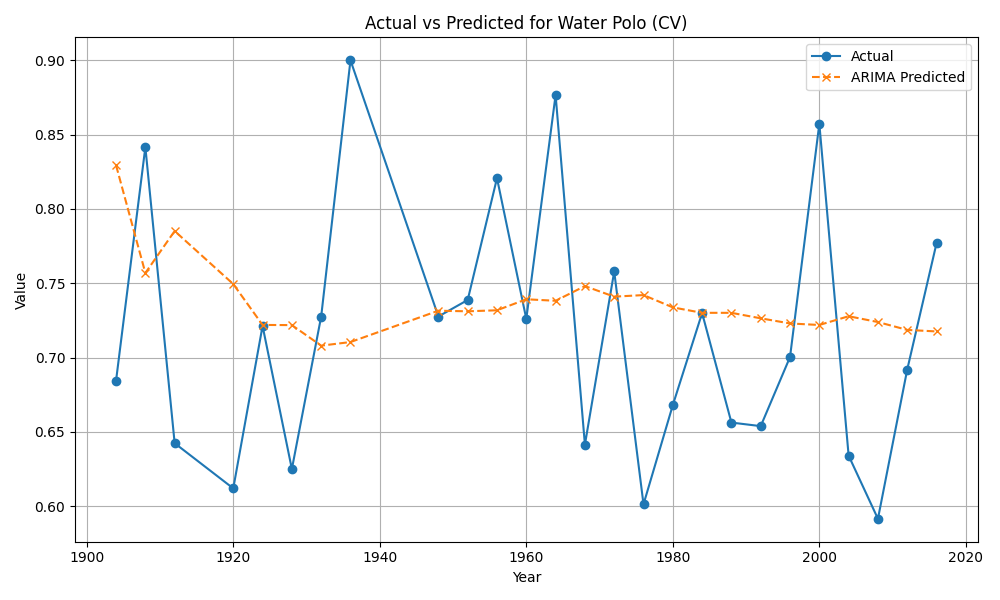 Actual vs Predicted for Water Polo (CV)
Actual
ARIMA Predicted
0.90
0.85
0.80
0.75
0.70
0.65
0.60
Value
1900 1920 1940 1960 1980 2000 2020
Year